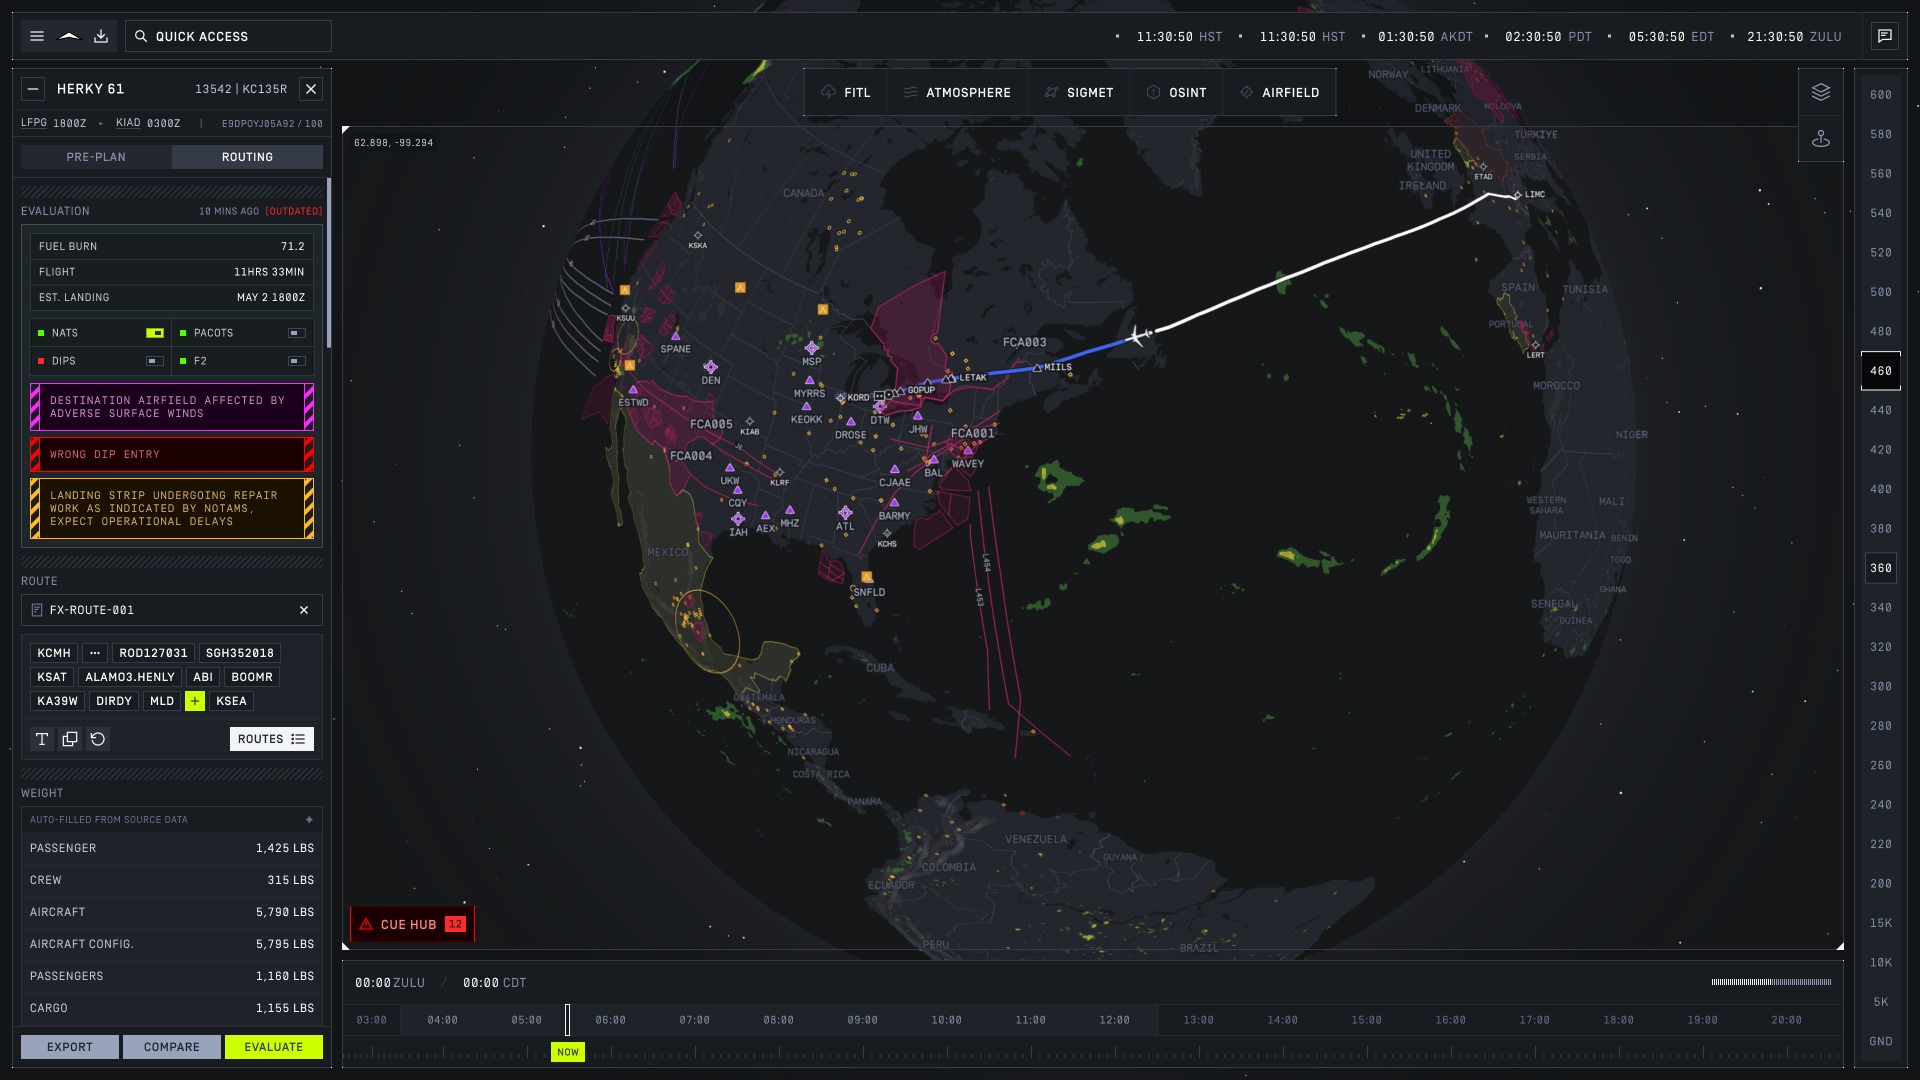 QUICK ACCESS
11:30:50 HST
11:30:50 HST
01:30:50 AKDT
02:30:50 PDT
05:30:50 EDT
21:30:50 ZULU
HERKY 61
13542 | KC135R
LFPG 1800Z ▸ KIAD 0300Z | E9DPOYJ05A92 / 100
PRE-PLAN
ROUTING
EVALUATION
10 MINS AGO [OUTDATED]
FUEL BURN 71.2
FLIGHT 11HRS 33MIN
EST. LANDING MAY 2 1800Z
NATS
PACOTS
DIPS
F2
DESTINATION AIRFIELD AFFECTED BY
ADVERSE SURFACE WINDS
WRONG DIP ENTRY
LANDING STRIP UNDERGOING REPAIR
WORK AS INDICATED BY NOTAMS,
EXPECT OPERATIONAL DELAYS
ROUTE
FX-ROUTE-001
KCMH ... ROD127031 SGH352018
KSAT ALAMO3.HENLY ABI BOOMR
KA39W DIRDY MLD + KSEA
ROUTES
WEIGHT
AUTO-FILLED FROM SOURCE DATA
PASSENGER 1,425 LBS
CREW 315 LBS
AIRCRAFT 5,790 LBS
AIRCRAFT CONFIG. 5,795 LBS
PASSENGERS 1,160 LBS
CARGO 1,155 LBS
EXPORT
COMPARE
EVALUATE
FITL
ATMOSPHERE
SIGMET
OSINT
AIRFIELD
62.898, -99.294
NORWAY
LITHUANIA
DENMARK
MOLDOVA
TÜRKIYE
UNITED
KINGDOM
SERBIA
IRELAND
ETAD
LIMC
CANADA
KSKA
SPAIN
TUNISIA
PORTUGAL
LERT
MOROCCO
NIGER
WESTERN
SAHARA
MALI
MAURITANIA
BENIN
TOGO
GHANA
SENEGAL
GUINEA
KSUU
SPANE
DEN
MSP
FCA003
MIILS
LETAK
GOPUP
KORD
MYRRS
ESTWD
KEOKK
DROSE
DTW
JHW
FCA005
KIAB
FCA001
FCA004
WAVEY
BAL
UKW
KLRF
CJAAE
CQY
BARMY
IAH
AEX
MHZ
ATL
KCHS
MEXICO
L454
L453
SNFLD
CUBA
GUATEMALA
HONDURAS
NICARAGUA
COSTA RICA
PANAMA
VENEZUELA
GUYANA
COLOMBIA
ECUADOR
PERU
BRAZIL
CUE HUB 12
00:00 ZULU / 00:00 CDT
03:00 04:00 05:00 06:00 07:00 08:00 09:00 10:00 11:00 12:00 13:00 14:00 15:00 16:00 17:00 18:00 19:00 20:00
NOW
600
580
560
540
520
500
480
460
440
420
400
380
360
340
320
300
280
260
240
220
200
15K
10K
5K
GND